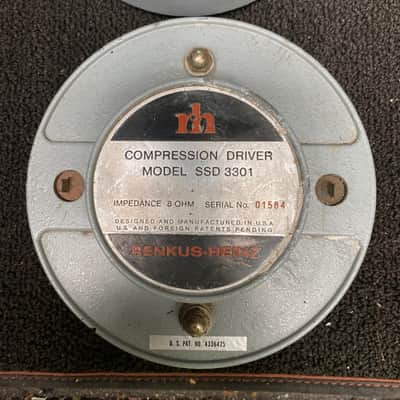 rh
COMPRESSION DRIVER
MODEL SSD 3301
IMPEDANCE 8 OHM SERIAL No. 01584
DESIGNED AND MANUFACTURED IN U.S.A.
U.S. AND FOREIGN PATENTS PENDING
RENKUS-HEINZ
U.S. PAT. NO. 4336425